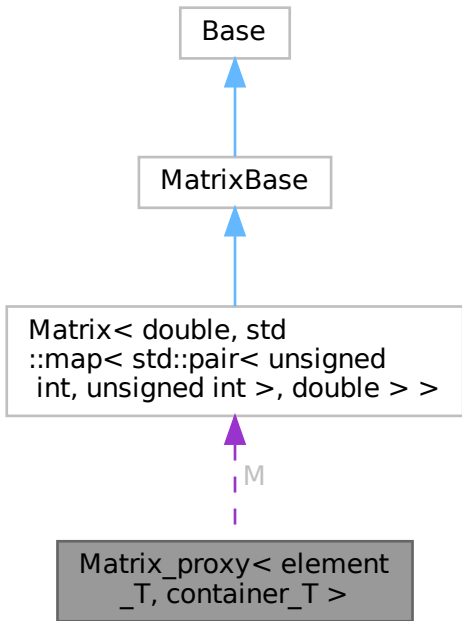 Base
MatrixBase
Matrix< double, std
::map< std::pair< unsigned
int, unsigned int >, double > >
M
Matrix_proxy< element
_T, container_T >